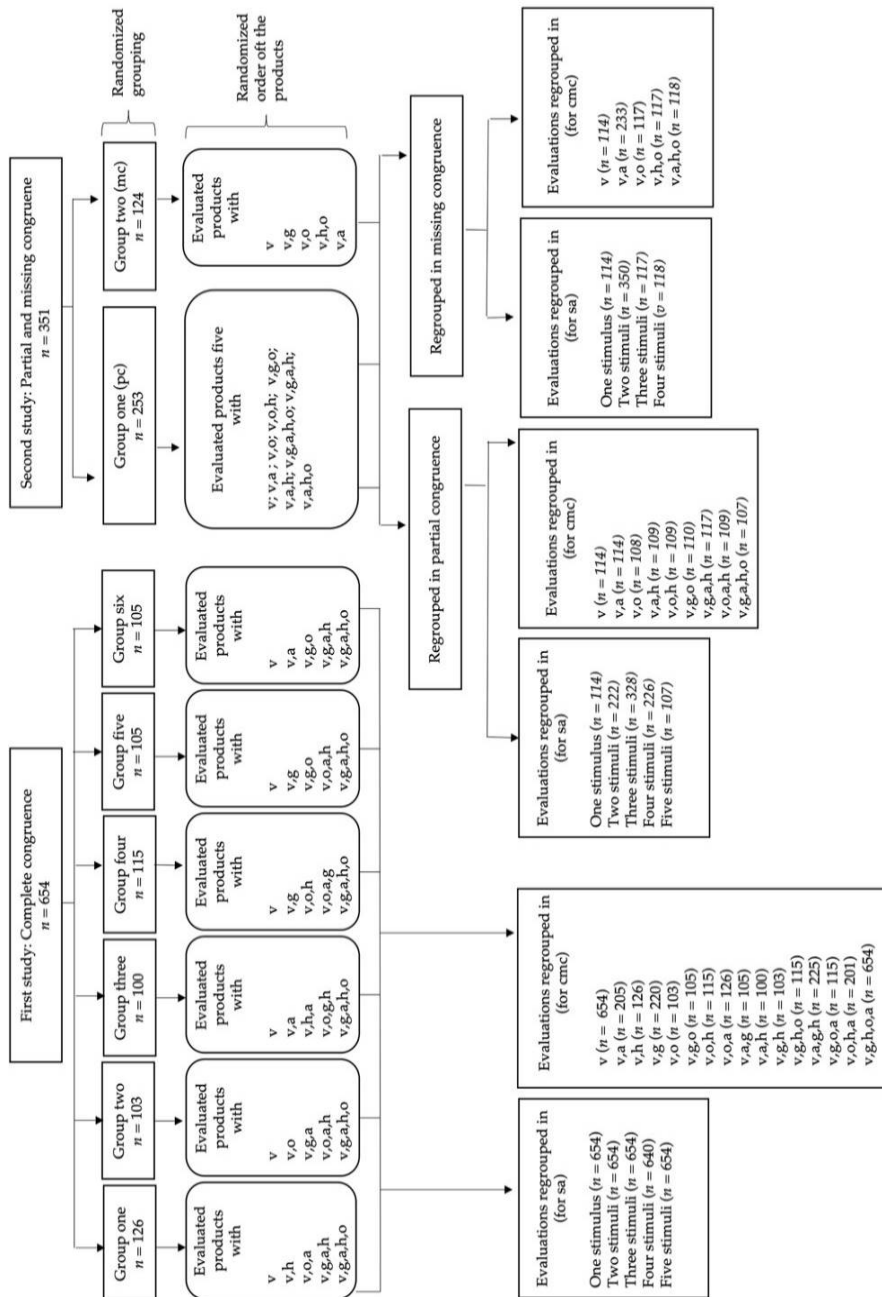 First study: Complete congruence
n = 654
Group one
n = 126
Group two
n = 103
Group three
n = 100
Group four
n = 115
Group five
n = 105
Group six
n = 105
Evaluated
products
with
v
v,h
v,o,a
v,g,a,h
v,g,a,h,o
Evaluated
products
with
v
v,o
v,g,a
v,o,a,h
v,g,a,h,o
Evaluated
products
with
v
v,a
v,h,a
v,o,g,h
v,g,a,h,o
Evaluated
products
with
v
v,g
v,o,h
v,o,a,g
v,g,a,h,o
Evaluated
products
with
v
v,g
v,g,o
v,o,a,h
v,g,a,h,o
Evaluated
products
with
v
v,a
v,g,o
v,g,a,h
v,g,a,h,o
Evaluations regrouped in
(for sa)
One stimulus (n = 654)
Two stimuli (n = 654)
Three stimuli (n = 654)
Four stimuli (n = 640)
Five stimuli (n = 654)
Evaluations regrouped in
(for cmc)
v (n = 654)
v,a (n = 205)
v,h (n = 126)
v,g (n = 220)
v,o (n = 103)
v,g,o (n = 105)
v,o,h (n = 115)
v,o,a (n = 126)
v,a,g (n = 105)
v,a,h (n = 100)
v,g,h (n = 103)
v,g,h,o (n = 115)
v,a,g,h (n = 225)
v,g,o,a (n = 115)
v,o,h,a (n = 201)
v,g,h,o,a (n = 654)
Second study: Partial and missing congruene
n = 351
Group one (pc)
n = 253
Group two (mc)
n = 124
Randomized
grouping
Evaluated products five
with
v; v,a ; v,o; v,o,h; v,g,o;
v,a,h; v,g,a,h,o; v,g,a,h;
v,a,h,o
Evaluated
products
with
v
v,g
v,o
v,h,o
v,a
Randomized
order oft the
products
Regrouped in partial congruence
Regrouped in missing congruence
Evaluations regrouped in
(for sa)
One stimulus (n = 114)
Two stimuli (n = 222)
Three stimuli (n = 328)
Four stimuli (n = 226)
Five stimuli (n = 107)
Evaluations regrouped in
(for cmc)
v (n = 114)
v,a (n = 114)
v,o (n = 108)
v,a,h (n = 109)
v,o,h (n = 109)
v,g,o (n = 110)
v,g,a,h (n = 117)
v,o,a,h (n = 109)
v,g,a,h,o (n = 107)
Evaluations regrouped in
(for sa)
One stimulus (n = 114)
Two stimuli (n = 350)
Three stimuli (n = 117)
Four stimuli (v = 118)
Evaluations regrouped in
(for cmc)
v (n = 114)
v,a (n = 233)
v,o (n = 117)
v,h,o (n = 117)
v,a,h,o (n = 118)